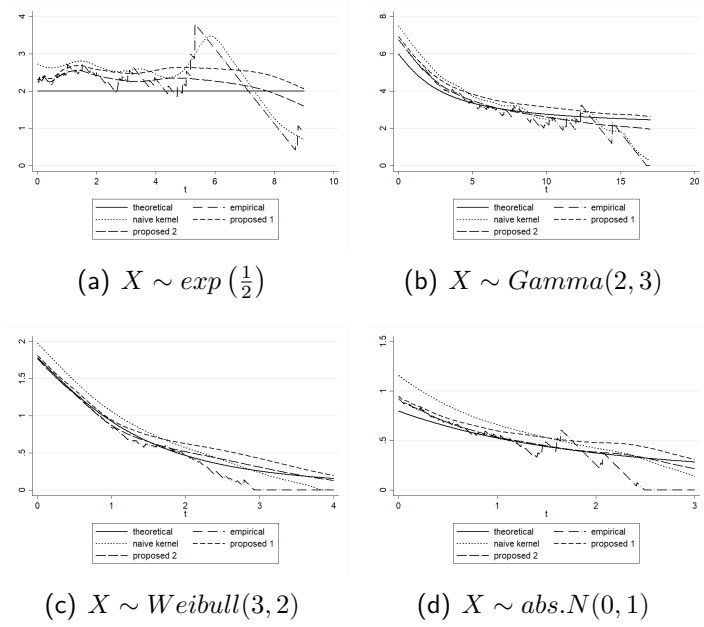 4
3
2
1
0
0 2 4 6 8 10
t
theoretical empirical
naive kernel proposed 1
proposed 2
(a) X ∼ exp (1/2)
8
6
4
2
0
0 5 10 15 20
t
theoretical empirical
naive kernel proposed 1
proposed 2
(b) X ∼ Gamma(2, 3)
2
1.5
1
.5
0
0 1 2 3 4
t
theoretical empirical
naive kernel proposed 1
proposed 2
(c) X ∼ Weibull(3, 2)
1.5
1
.5
0
0 1 2 3
t
theoretical empirical
naive kernel proposed 1
proposed 2
(d) X ∼ abs.N(0, 1)